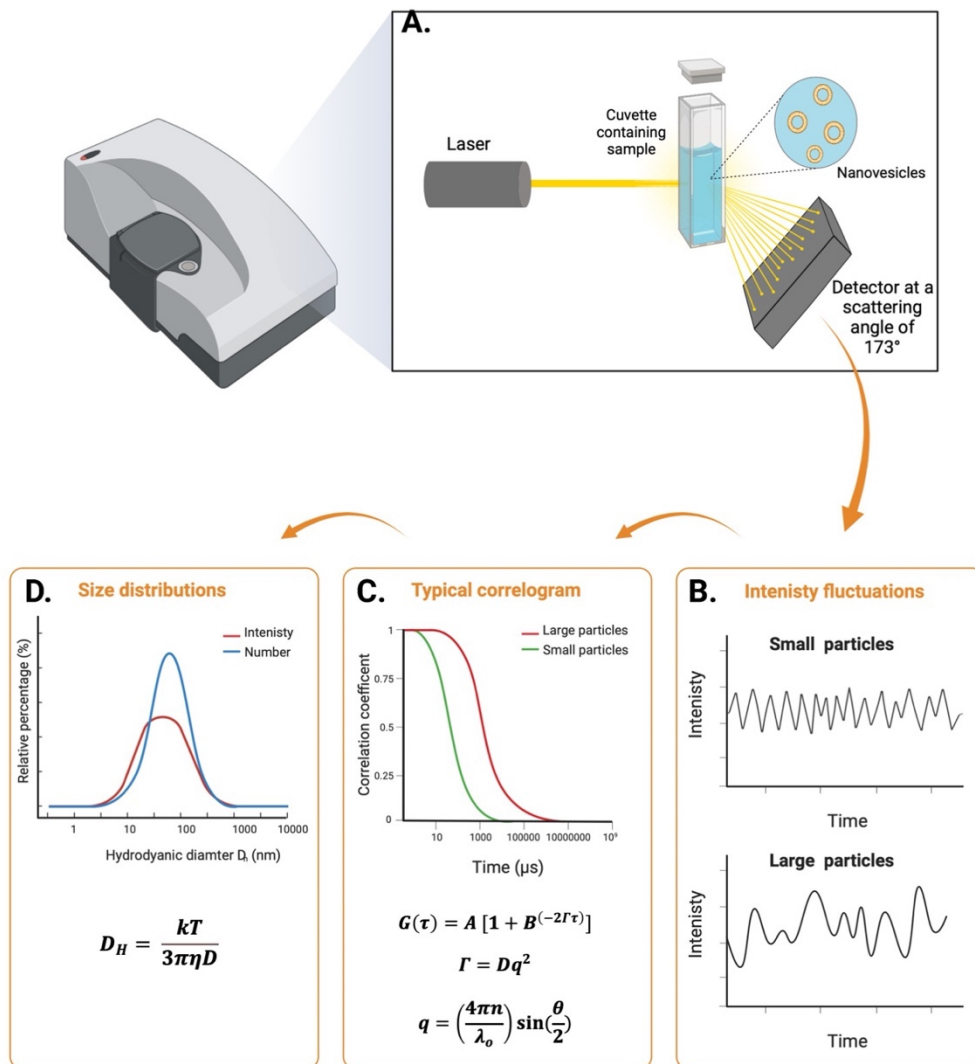 A.
Laser
Cuvette
containing
sample
Nanovesicles
Detector at a
scattering
angle of
173°
D. Size distributions
Relative percentage (%)
Intenisty
Number
1 10 100 1000 10000
Hydrodyanic diamter Dₕ (nm)
D_H = kT / 3πηD
C. Typical correlogram
Correlation coefficent
1
0.75
0.5
0.25
0
Large particles
Small particles
10 1000 100000 10000000 10⁹
Time (µs)
G(τ) = A [1 + B^(−2Γτ)]
Γ = Dq²
q = (4πn / λ_o) sin(θ/2)
B. Intenisty fluctuations
Small particles
Intenisty
Time
Large particles
Intenisty
Time